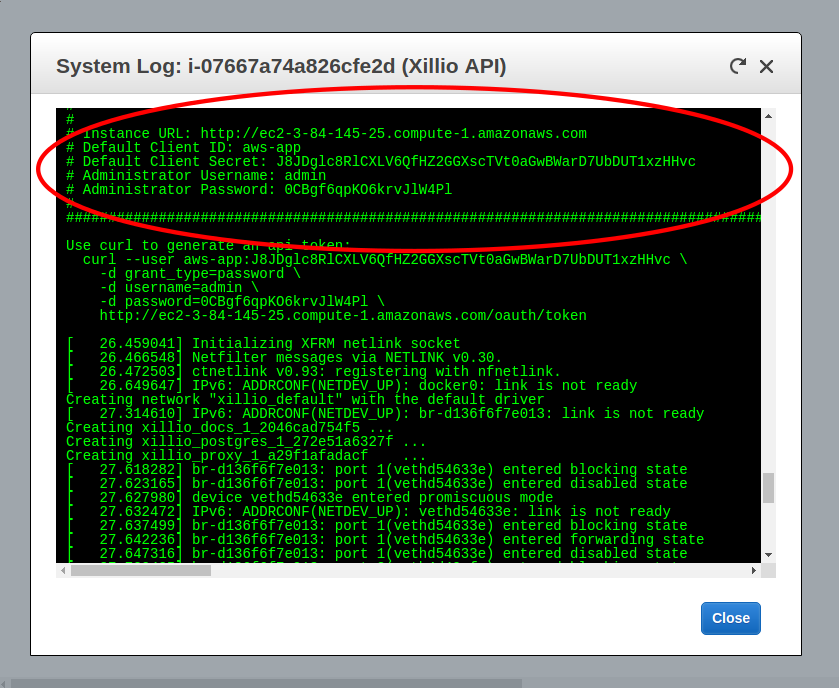 System Log: i-07667a74a826cfe2d (Xillio API)
#
#
# Instance URL: http://ec2-3-84-145-25.compute-1.amazonaws.com
# Default Client ID: aws-app
# Default Client Secret: J8JDglc8RlCXLV6QfHZ2GGXscTVt0aGwBWarD7UbDUT1xzHHvc
# Administrator Username: admin
# Administrator Password: 0CBgf6qpKO6krvJlW4Pl
#
###################################################################################
Use curl to generate an api token:
curl --user aws-app:J8JDglc8RlCXLV6QfHZ2GGXscTVt0aGwBWarD7UbDUT1xzHHvc \
-d grant_type=password \
-d username=admin \
-d password=0CBgf6qpKO6krvJlW4Pl \
http://ec2-3-84-145-25.compute-1.amazonaws.com/oauth/token
[   26.459041] Initializing XFRM netlink socket
[   26.466548] Netfilter messages via NETLINK v0.30.
[   26.472503] ctnetlink v0.93: registering with nfnetlink.
[   26.649647] IPv6: ADDRCONF(NETDEV_UP): docker0: link is not ready
Creating network "xillio_default" with the default driver
[   27.314610] IPv6: ADDRCONF(NETDEV_UP): br-d136f6f7e013: link is not ready
Creating xillio_docs_1_2046cad754f5 ...
Creating xillio_postgres_1_272e51a6327f ...
Creating xillio_proxy_1_a29f1afadacf    ...
[   27.618282] br-d136f6f7e013: port 1(vethd54633e) entered blocking state
[   27.623165] br-d136f6f7e013: port 1(vethd54633e) entered disabled state
[   27.627980] device vethd54633e entered promiscuous mode
[   27.632472] IPv6: ADDRCONF(NETDEV_UP): vethd54633e: link is not ready
[   27.637499] br-d136f6f7e013: port 1(vethd54633e) entered blocking state
[   27.642236] br-d136f6f7e013: port 1(vethd54633e) entered forwarding state
[   27.647316] br-d136f6f7e013: port 1(vethd54633e) entered disabled state
Close